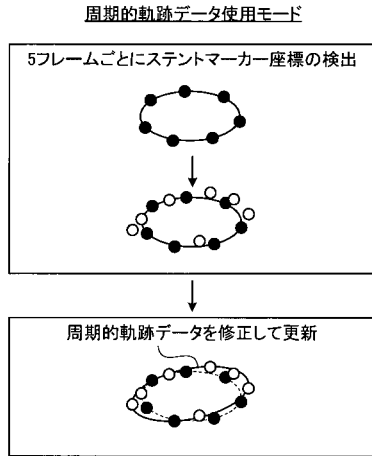 周期的軌跡データ使用モード
5フレームごとにステントマーカー座標の検出
周期的軌跡データを修正して更新